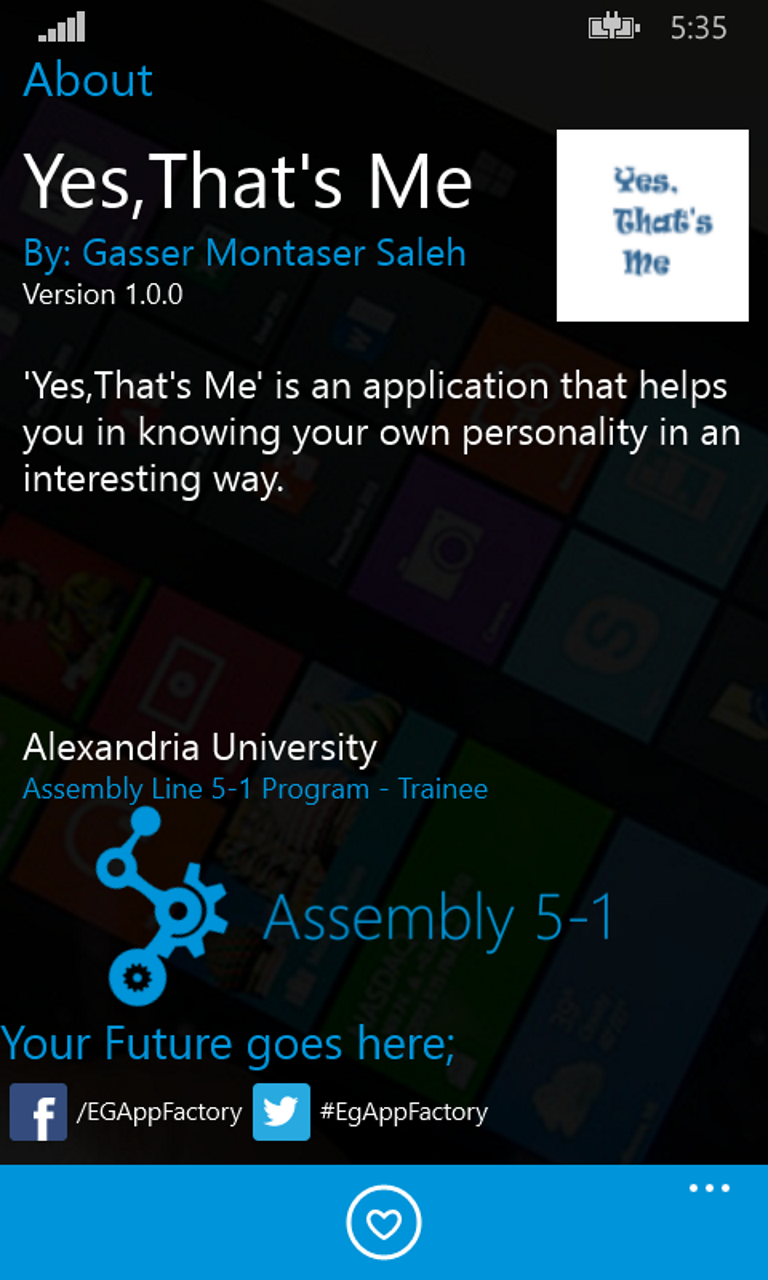 5:35
About
Yes,That's Me
By: Gasser Montaser Saleh
Version 1.0.0
Yes,
That's
Me
'Yes,That's Me' is an application that helps
you in knowing your own personality in an
interesting way.
Alexandria University
Assembly Line 5-1 Program - Trainee
Assembly 5-1
Your Future goes here;
f /EGAppFactory #EgAppFactory